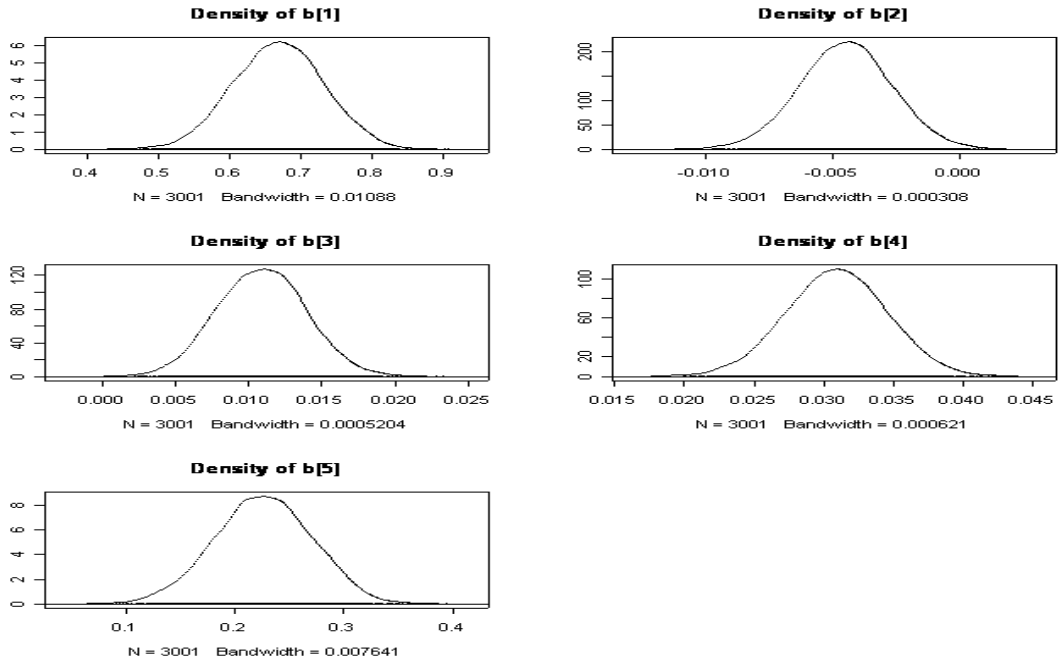 Density of b[1]
0 1 2 3 4 5 6
0.4 0.5 0.6 0.7 0.8 0.9
N = 3001 Bandwidth = 0.01088
Density of b[2]
0 50 100 200
-0.010 -0.005 0.000
N = 3001 Bandwidth = 0.000308
Density of b[3]
0 40 80 120
0.000 0.005 0.010 0.015 0.020 0.025
N = 3001 Bandwidth = 0.0005204
Density of b[4]
0 20 60 100
0.015 0.020 0.025 0.030 0.035 0.040 0.045
N = 3001 Bandwidth = 0.000621
Density of b[5]
0 2 4 6 8
0.1 0.2 0.3 0.4
N = 3001 Bandwidth = 0.007641